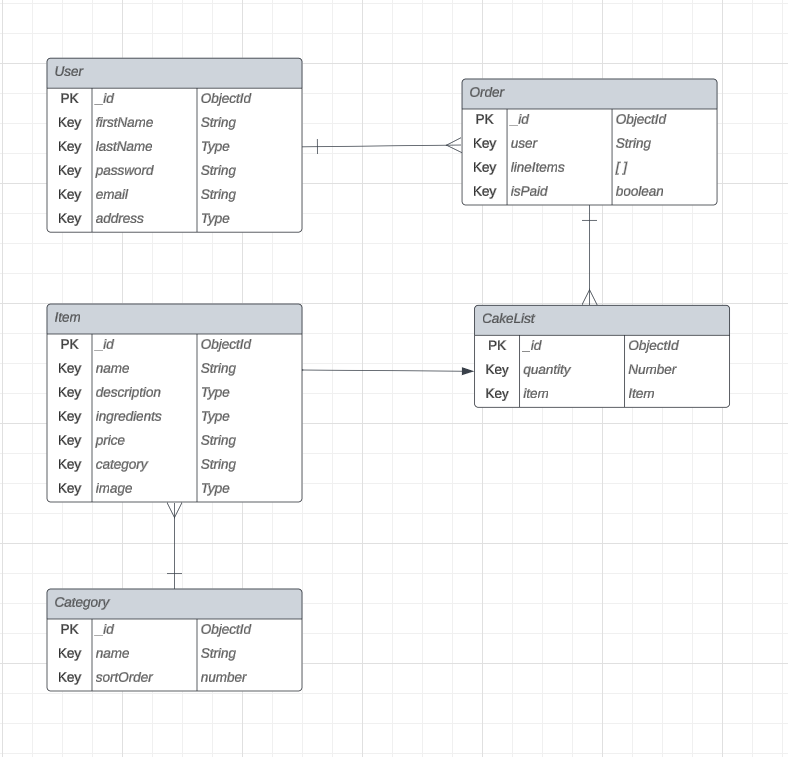 User
PK _id ObjectId
Key firstName String
Key lastName Type
Key password String
Key email String
Key address Type
Order
PK _id ObjectId
Key user String
Key lineItems [ ]
Key isPaid boolean
Item
PK _id ObjectId
Key name String
Key description Type
Key ingredients Type
Key price String
Key category String
Key image Type
CakeList
PK _id ObjectId
Key quantity Number
Key item Item
Category
PK _id ObjectId
Key name String
Key sortOrder number